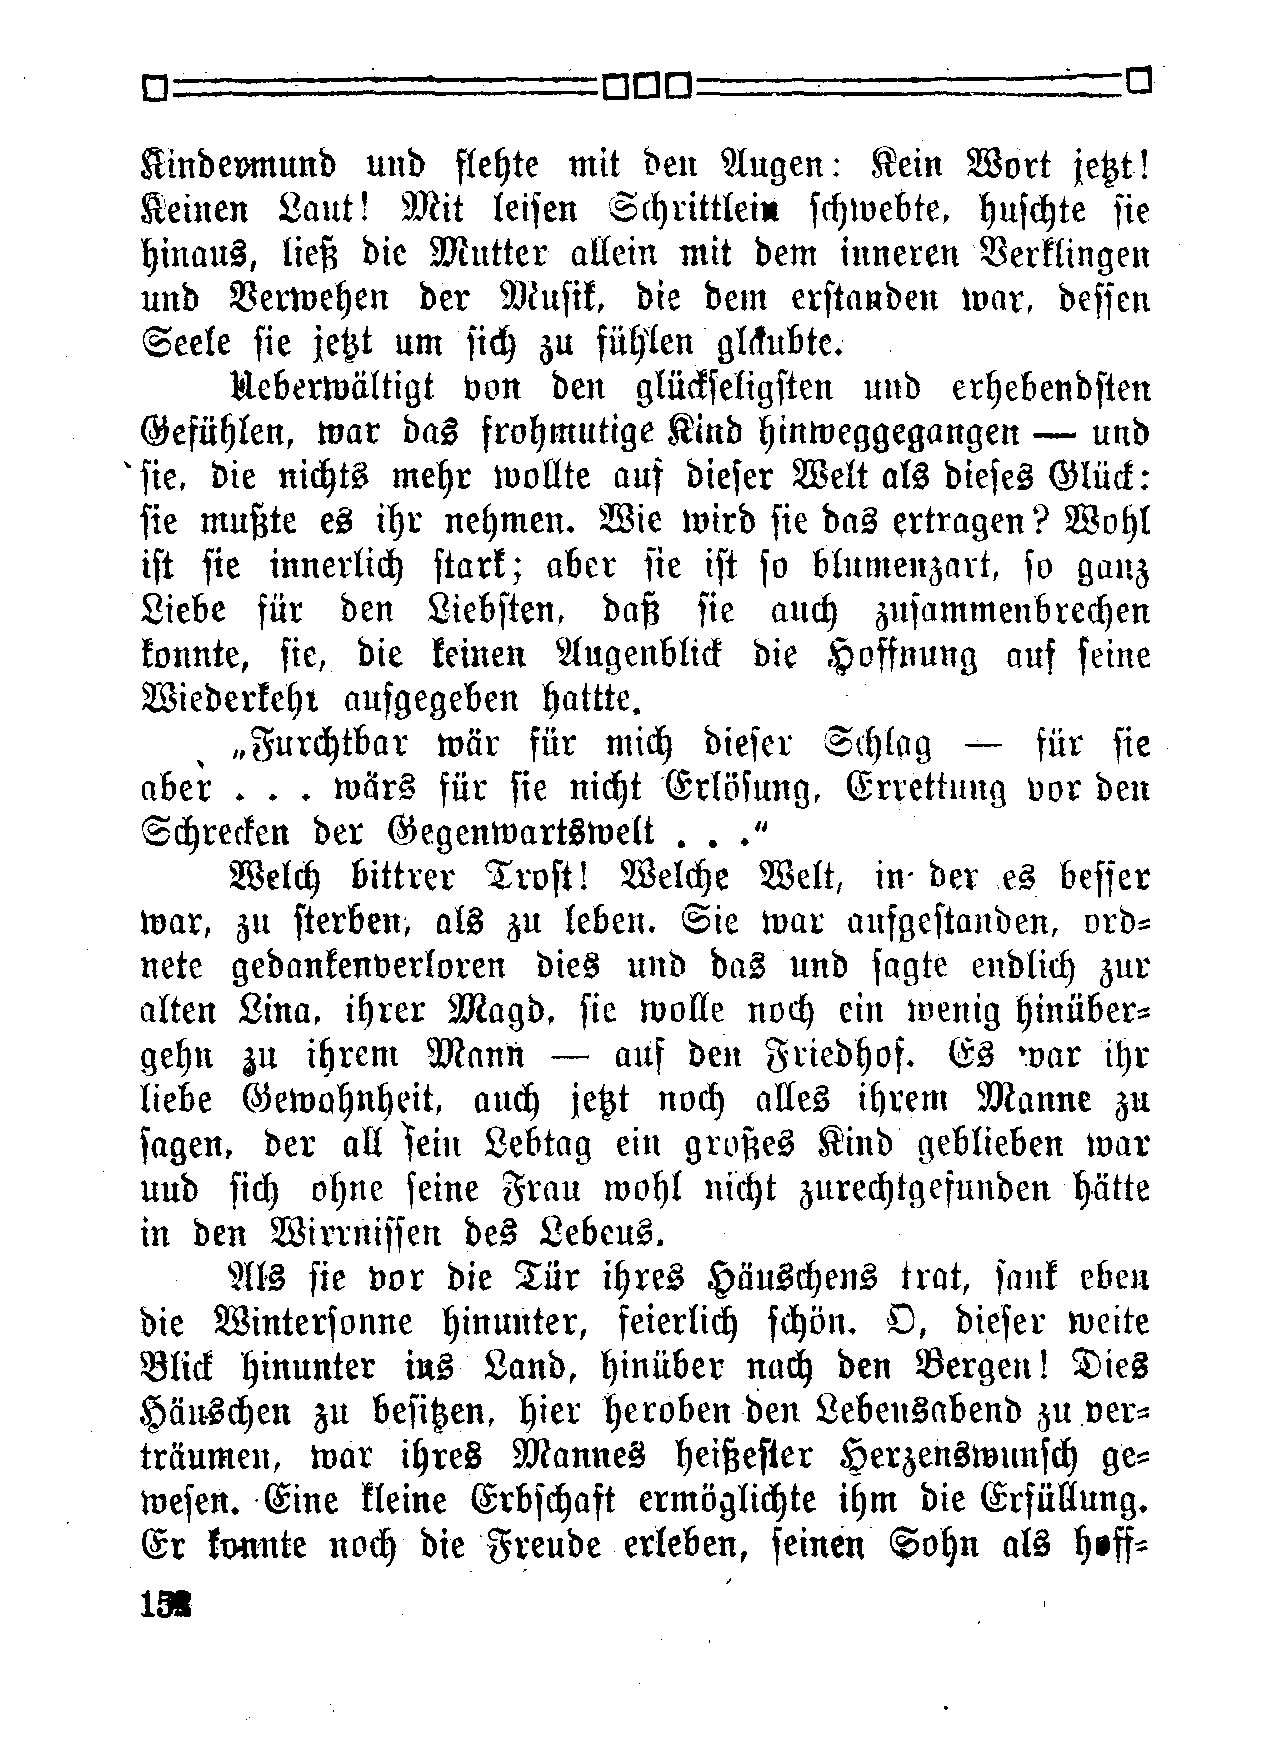 Kindermund und flehte mit den Augen: Kein Wort jetzt!
Keinen Laut! Mit leisen Schrittlein schwebte, huschte sie
hinaus, ließ die Mutter allein mit dem inneren Verklingen
und Verwehen der Musik, die dem erstanden war, dessen
Seele sie jetzt um sich zu fühlen glaubte.
Ueberwältigt von den glückseligsten und erhebendsten
Gefühlen, war das frohmutige Kind hinweggegangen — und
sie, die nichts mehr wollte auf dieser Welt als dieses Glück:
sie mußte es ihr nehmen. Wie wird sie das ertragen? Wohl
ist sie innerlich stark; aber sie ist so blumenzart, so ganz
Liebe für den Liebsten, daß sie auch zusammenbrechen
konnte, sie, die keinen Augenblick die Hoffnung auf seine
Wiederkehr aufgegeben hattte.
„Furchtbar wär für mich dieser Schlag — für sie
aber . . . wärs für sie nicht Erlösung, Errettung vor den
Schrecken der Gegenwartswelt . . ."
Welch bittrer Trost! Welche Welt, in der es besser
war, zu sterben, als zu leben. Sie war aufgestanden, ord-
nete gedankenverloren dies und das und sagte endlich zur
alten Lina, ihrer Magd, sie wolle noch ein wenig hinüber-
gehn zu ihrem Mann — auf den Friedhof. Es war ihr
liebe Gewohnheit, auch jetzt noch alles ihrem Manne zu
sagen, der all sein Lebtag ein großes Kind geblieben war
uud sich ohne seine Frau wohl nicht zurechtgefunden hätte
in den Wirrnissen des Lebens.
Als sie vor die Tür ihres Häuschens trat, sank eben
die Wintersonne hinunter, feierlich schön. O, dieser weite
Blick hinunter ins Land, hinüber nach den Bergen! Dies
Häuschen zu besitzen, hier heroben den Lebensabend zu ver-
träumen, war ihres Mannes heißester Herzenswunsch ge-
wesen. Eine kleine Erbschaft ermöglichte ihm die Erfüllung.
Er konnte noch die Freude erleben, seinen Sohn als hoff-